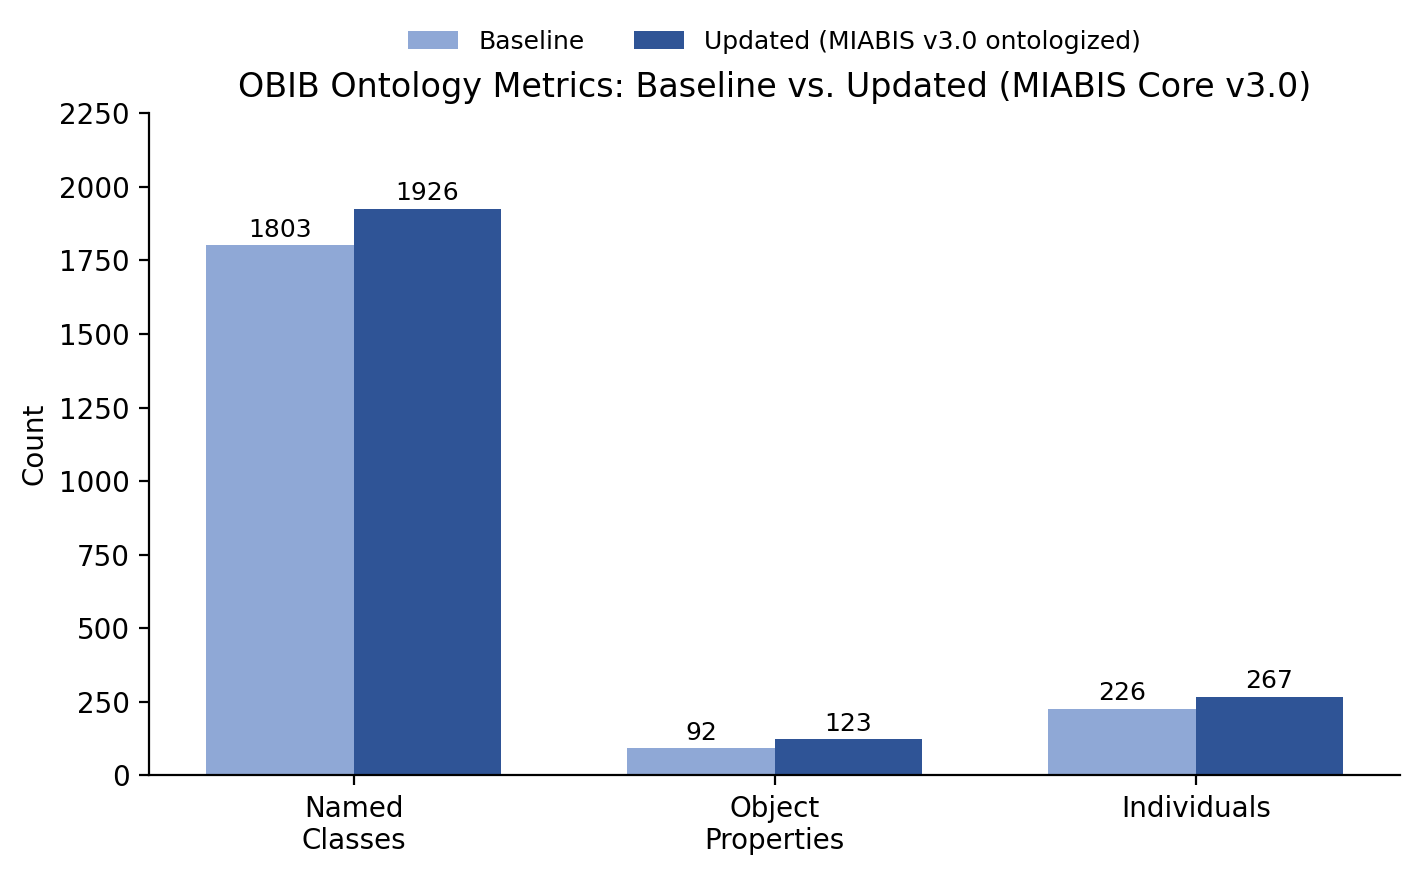 Baseline
Updated (MIABIS v3.0 ontologized)
OBIB Ontology Metrics: Baseline vs. Updated (MIABIS Core v3.0)
Count
2250
2000
1750
1500
1250
1000
750
500
250
0
1803
1926
92
123
226
267
Named
Classes
Object
Properties
Individuals